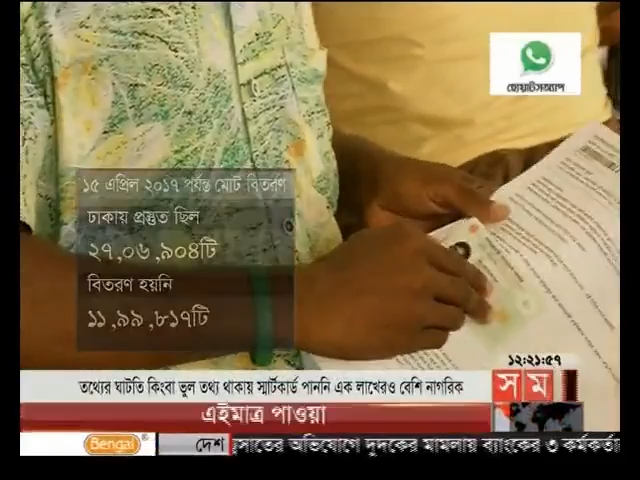 হোয়াটসঅ্যাপ
১৫ এপ্রিল ২০১৭ পর্যন্ত মোট বিতরণ
ঢাকায় প্রস্তুত ছিল
২৭,০৬,৯০৪টি
বিতরণ হয়নি
১১,৯৯,৮১৭টি
১২:২১:৫৭
তথ্যের ঘাটতি কিংবা ভুল তথ্য থাকায় স্মার্টকার্ড পাননি এক লাখেরও বেশি নাগরিক
সময়
এইমাত্র পাওয়া
Bengal
দেশ
অভিযোগে দুদকের মামলায় ব্যাংকের ৩ কর্মকর্তা